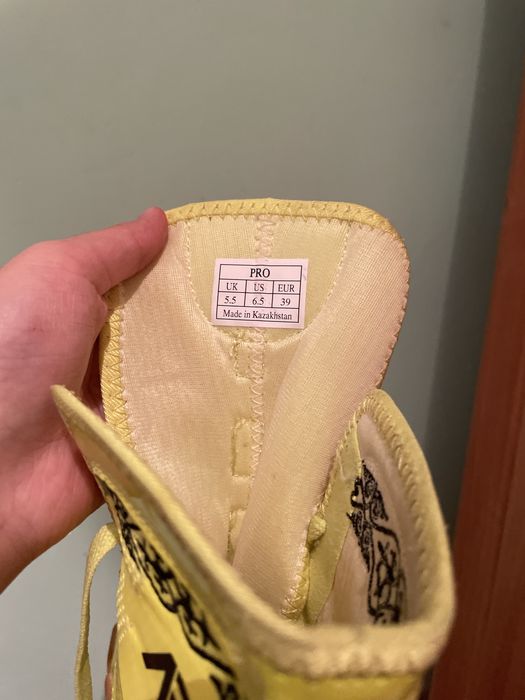 PRO
UK US EUR
5.5 6.5 39
Made in Kazakhstan